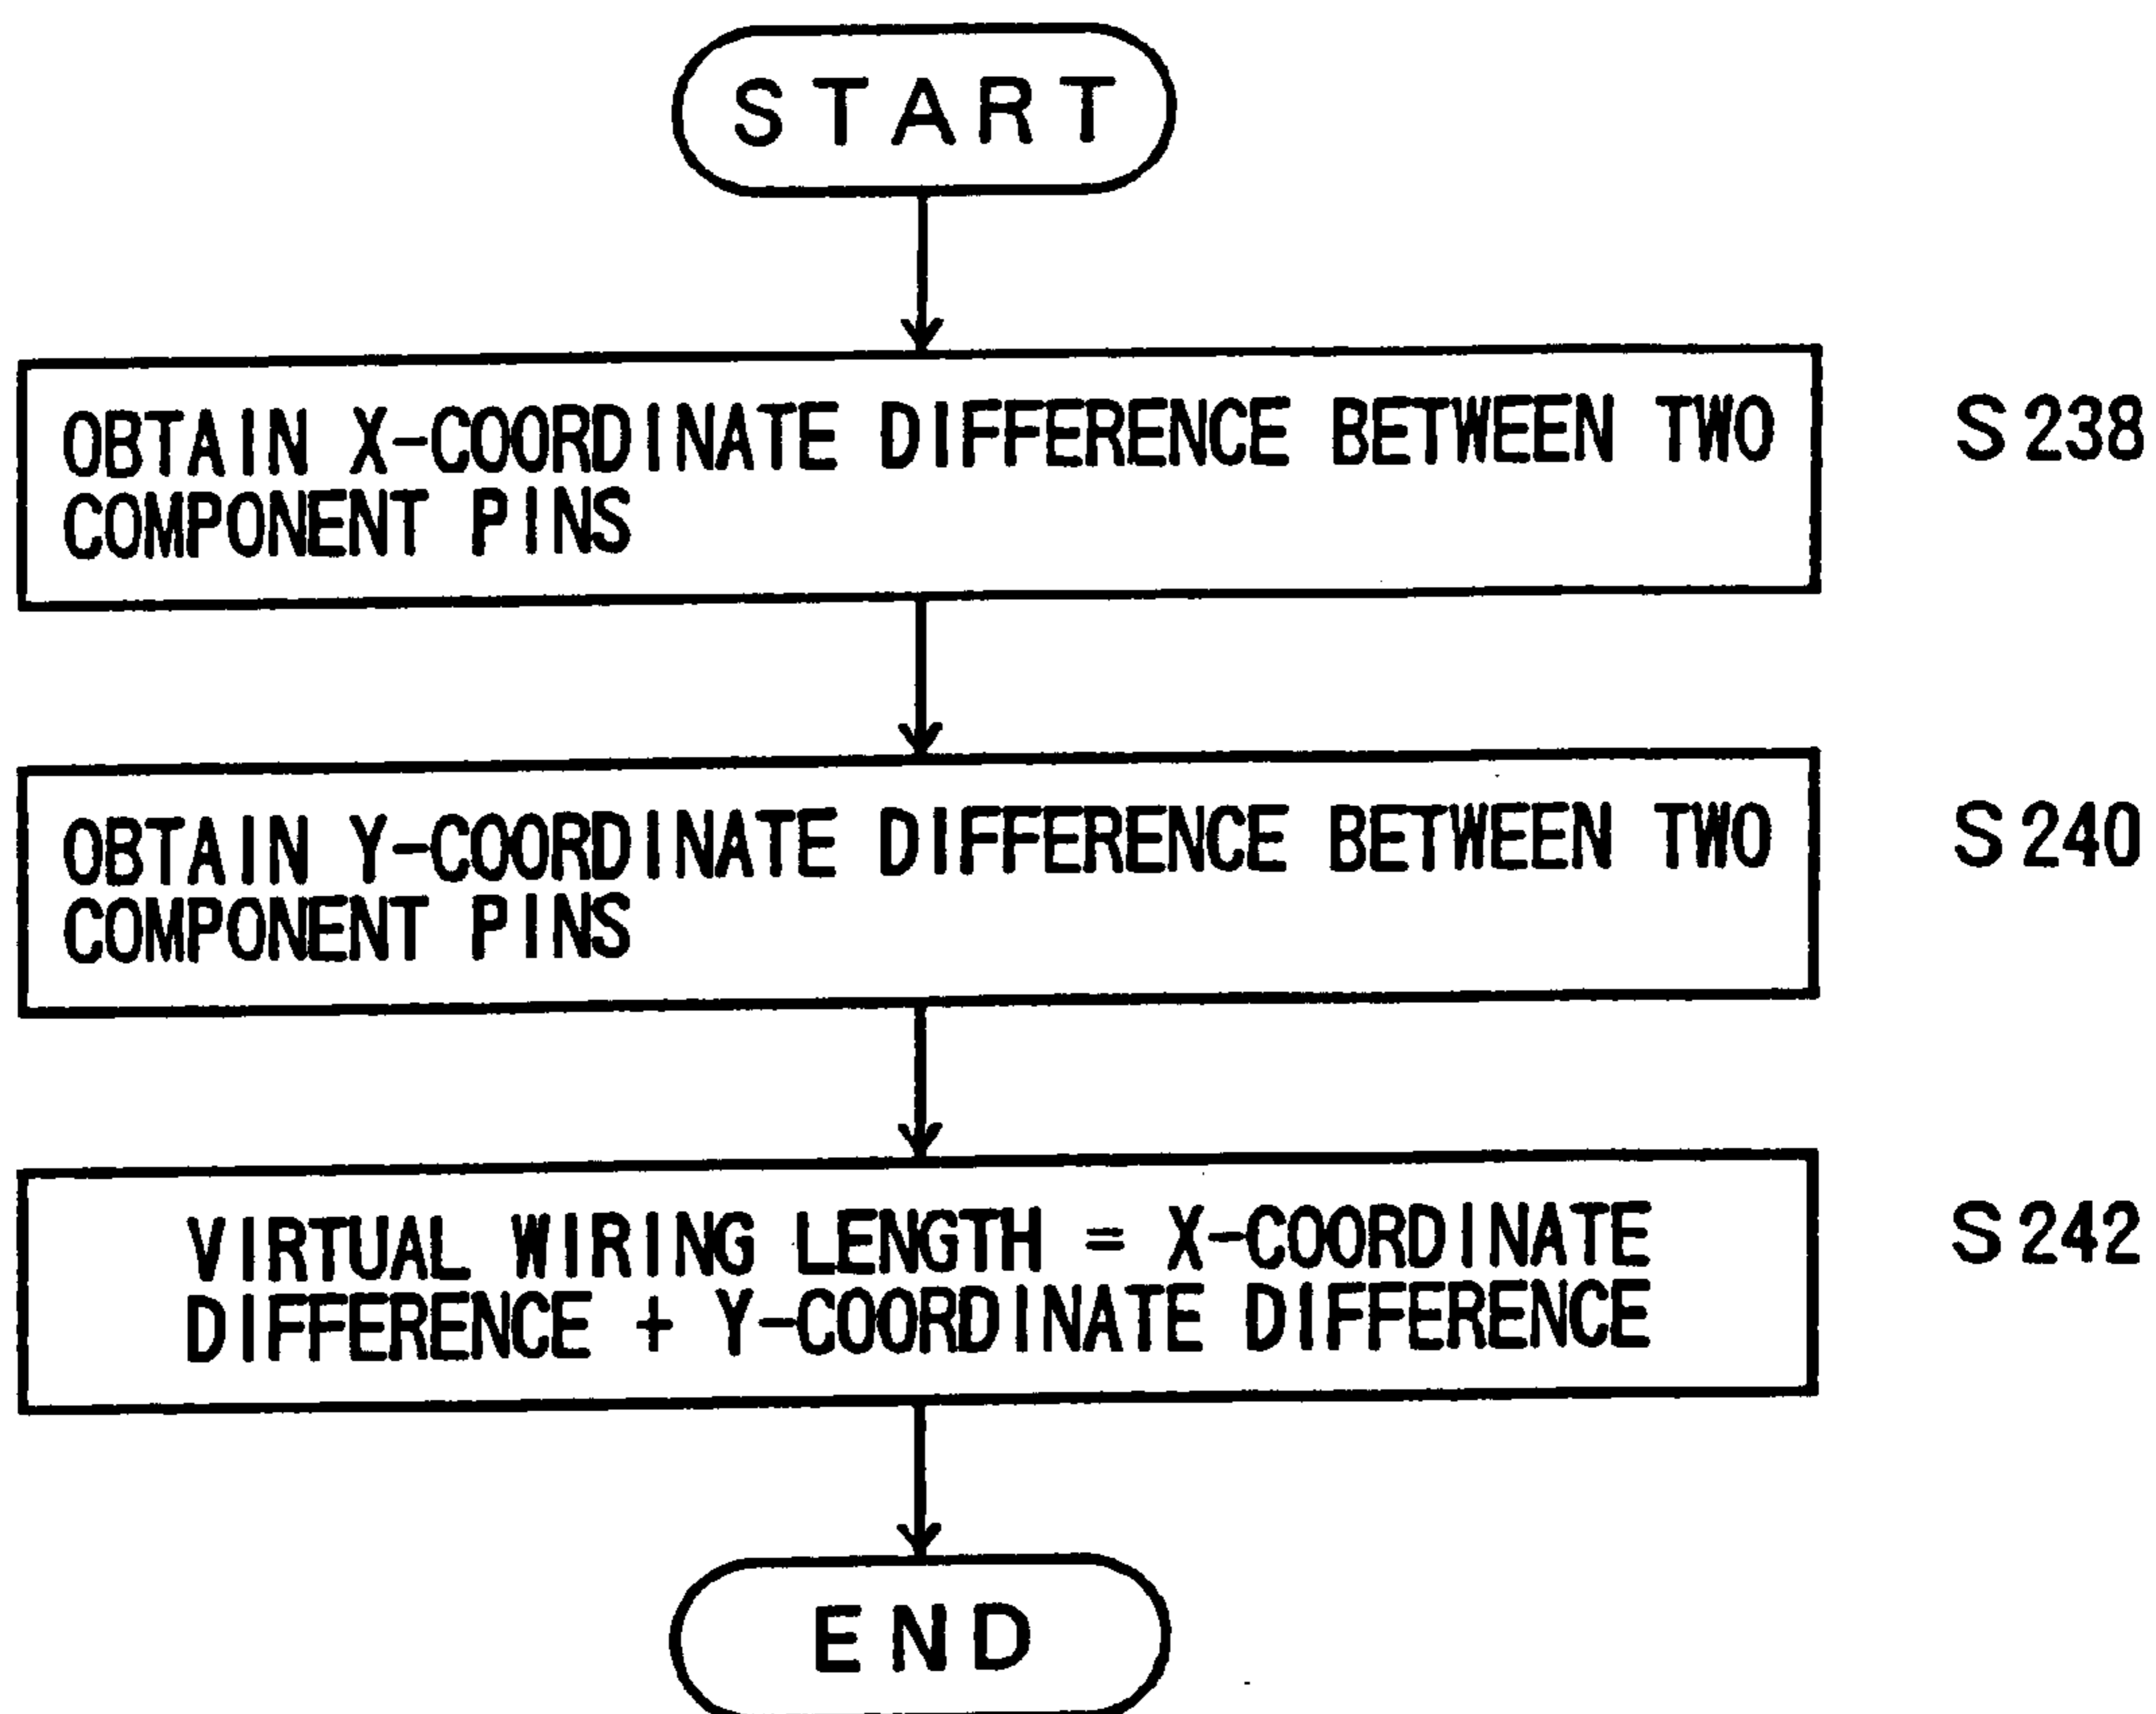 START
OBTAIN X-COORDINATE DIFFERENCE BETWEEN TWO
COMPONENT PINS
S238
OBTAIN Y-COORDINATE DIFFERENCE BETWEEN TWO
COMPONENT PINS
S240
VIRTUAL WIRING LENGTH = X-COORDINATE
DIFFERENCE + Y-COORDINATE DIFFERENCE
S242
END